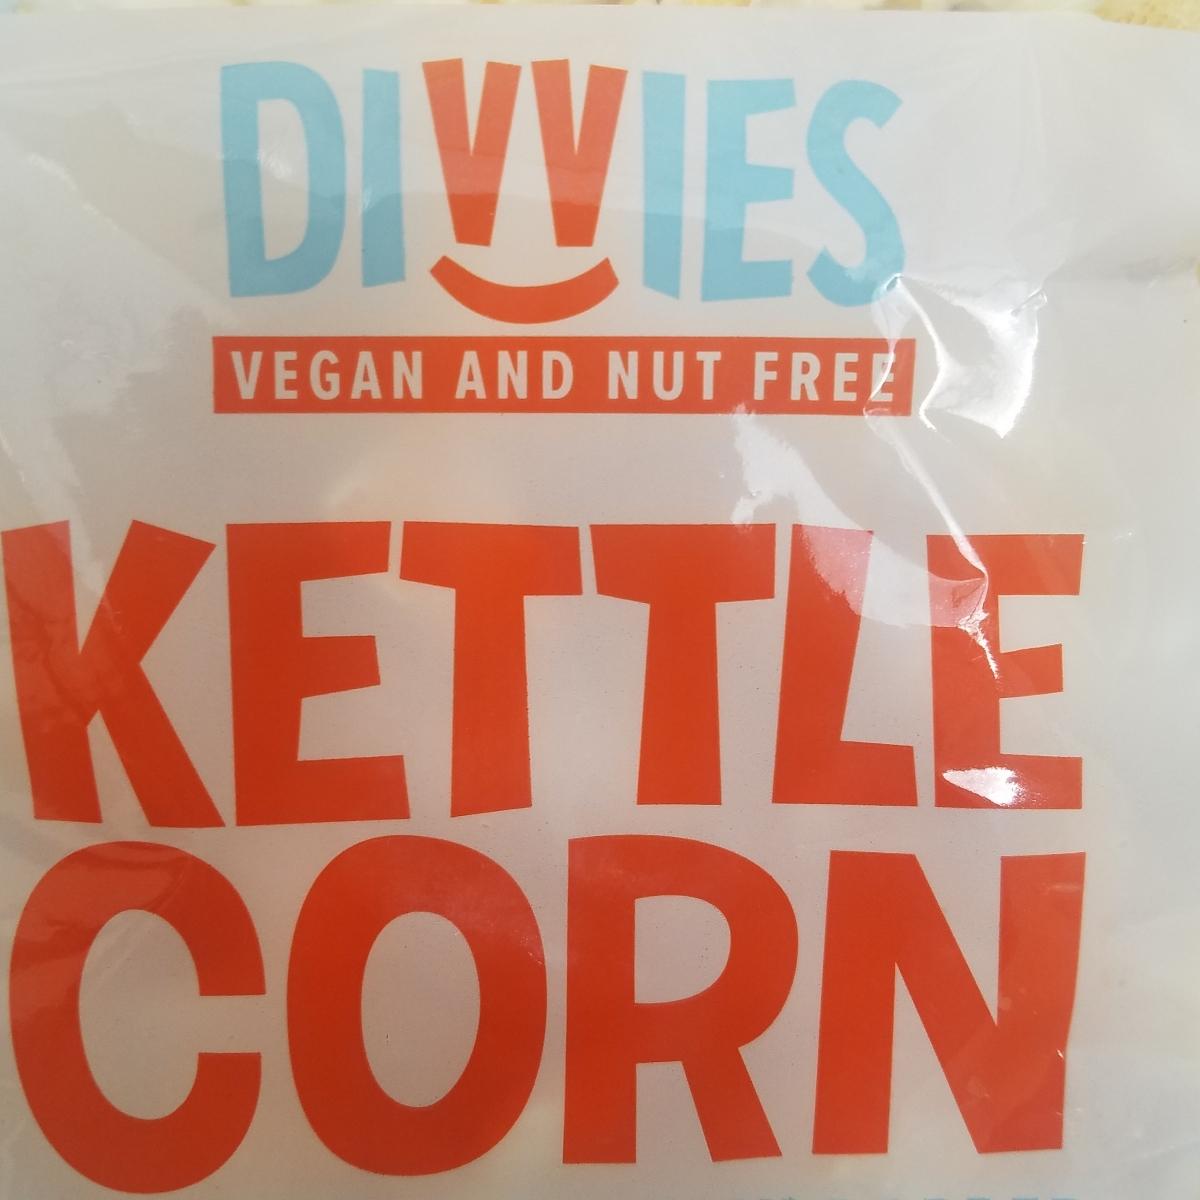 DIVVIES
VEGAN AND NUT FREE
KETTLE
CORN